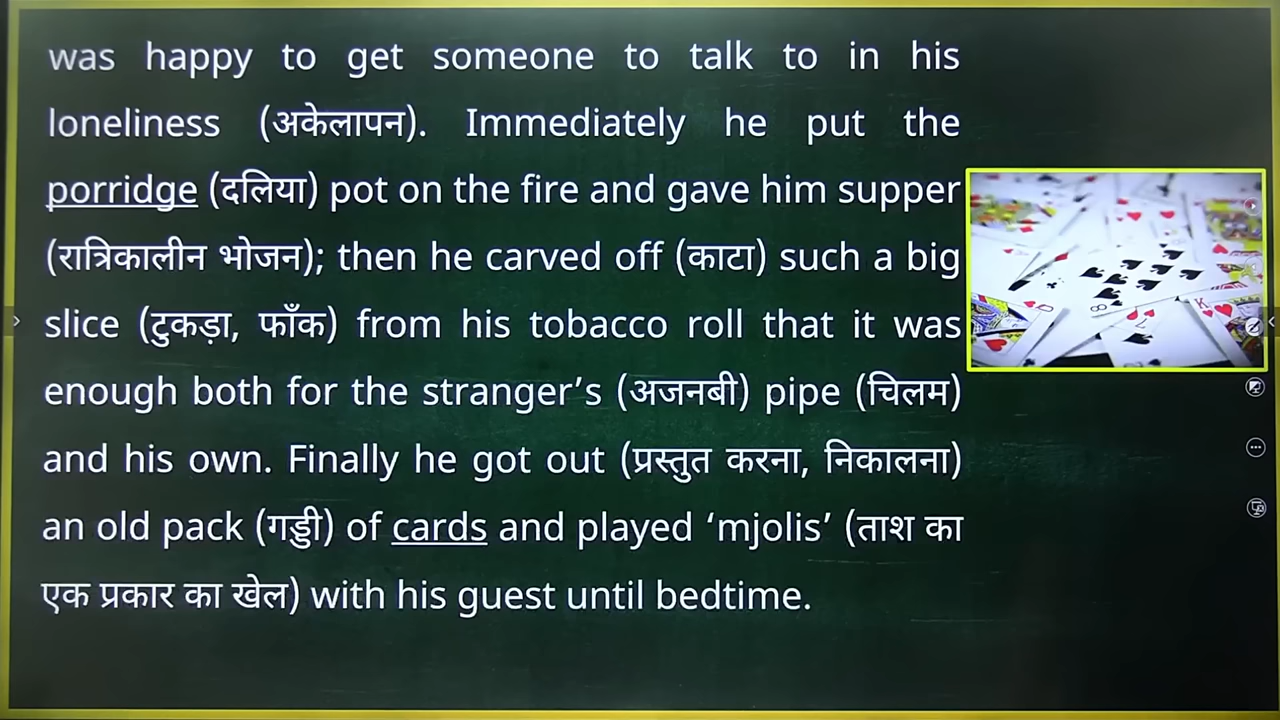 was happy to get someone to talk to in his
loneliness (अकेलापन). Immediately he put the
porridge (दलिया) pot on the fire and gave him supper
(रात्रिकालीन भोजन); then he carved off (काटा) such a big
slice (टुकड़ा, फाँक) from his tobacco roll that it was
enough both for the stranger’s (अजनबी) pipe (चिलम)
and his own. Finally he got out (प्रस्तुत करना, निकालना)
an old pack (गड्डी) of cards and played ‘mjolis’ (ताश का
एक प्रकार का खेल) with his guest until bedtime.